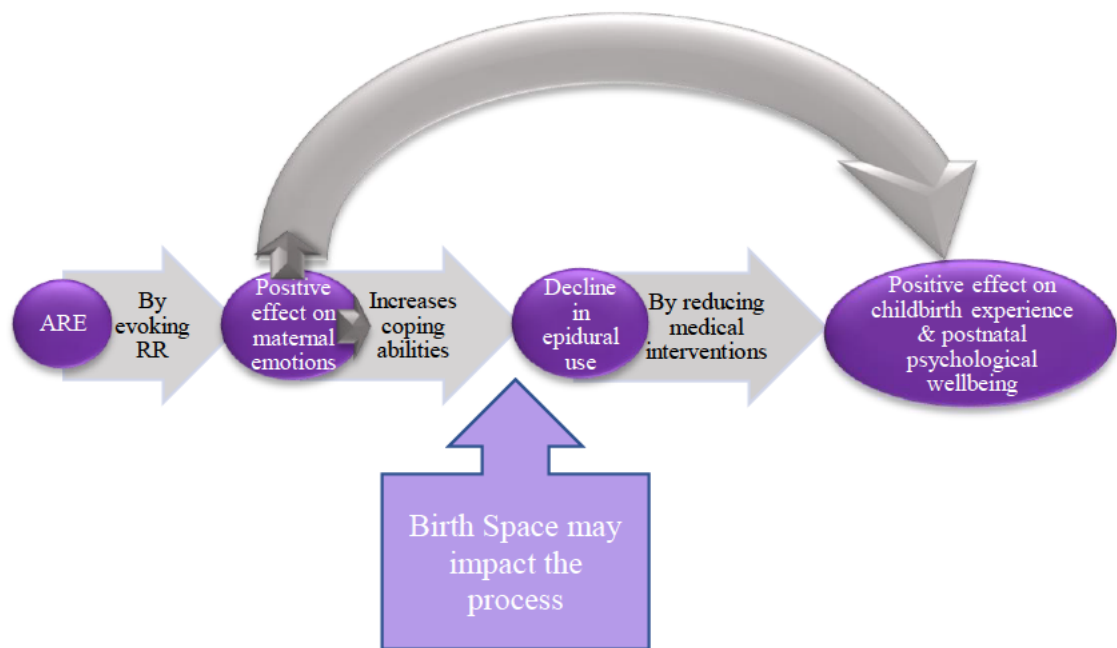 ARE
By
evoking
RR
Positive
effect on
maternal
emotions
Increases
coping
abilities
Decline
in
epidural
use
By reducing
medical
interventions
Positive effect on
childbirth experience
& postnatal
psychological
wellbeing
Birth Space may
impact the
process